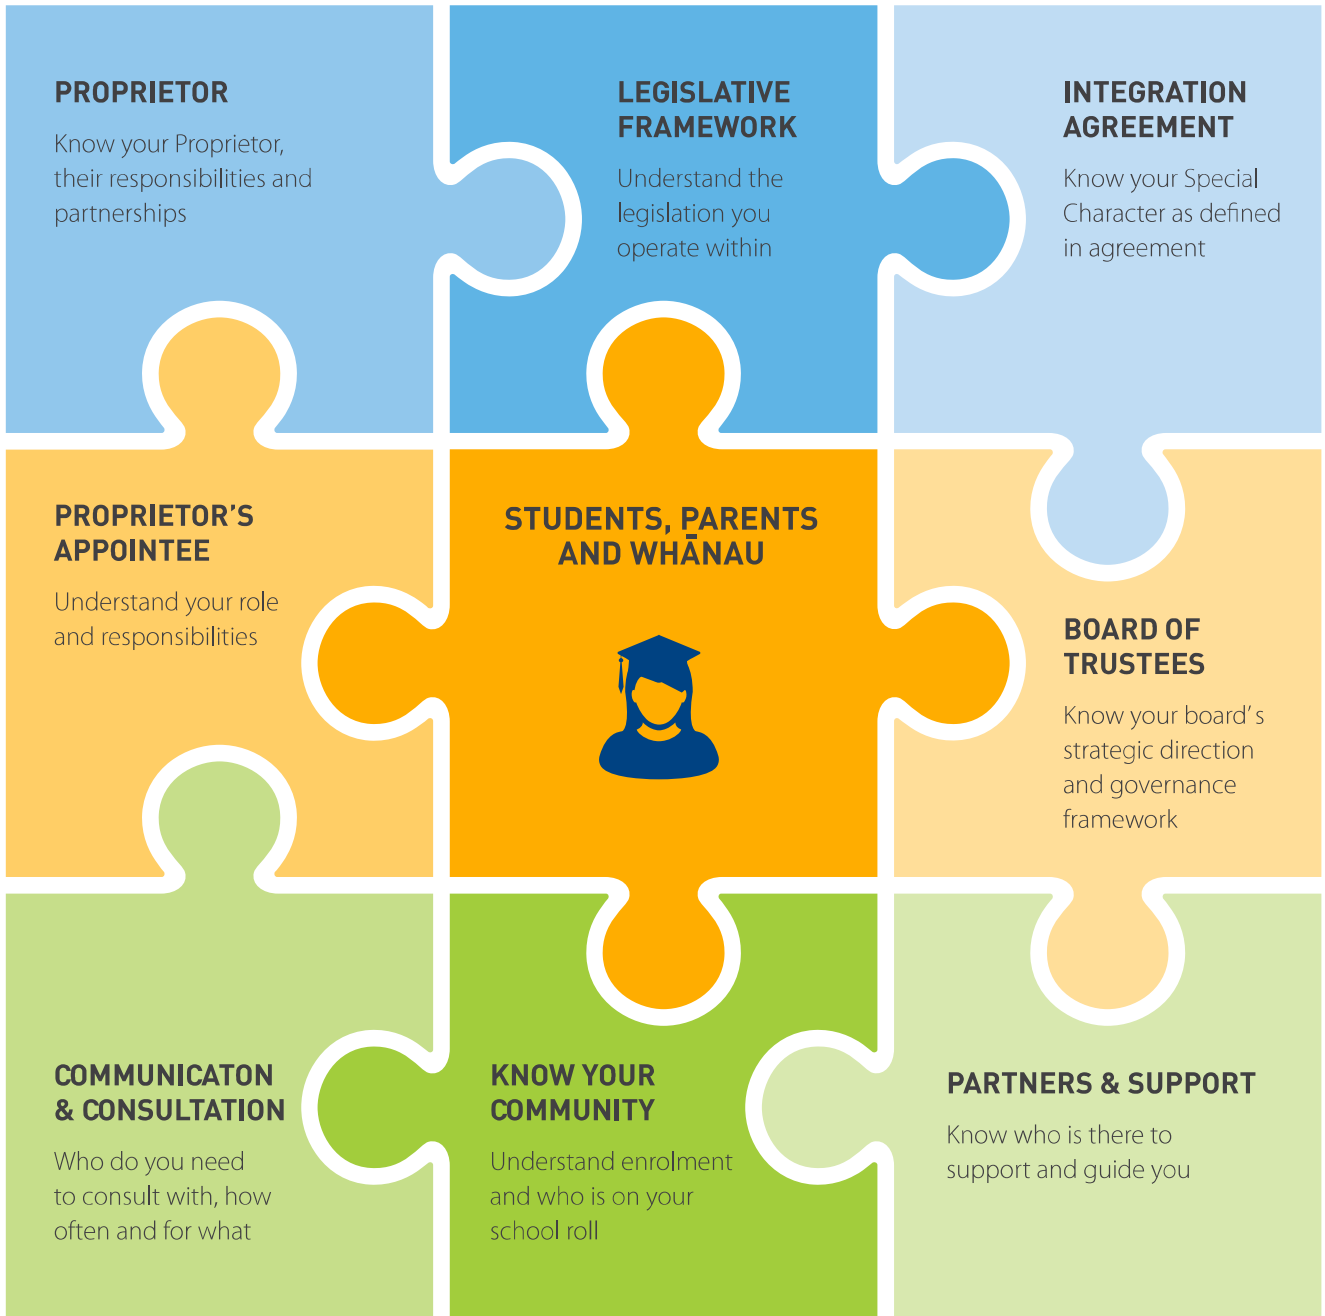 PROPRIETOR
Know your Proprietor,
their responsibilities and
partnerships
LEGISLATIVE
FRAMEWORK
Understand the
legislation you
operate within
INTEGRATION
AGREEMENT
Know your Special
Character as defined
in agreement
PROPRIETOR’S
APPOINTEE
Understand your role
and responsibilities
STUDENTS, PARENTS
AND WHĀNAU
BOARD OF
TRUSTEES
Know your board’s
strategic direction
and governance
framework
COMMUNICATON
& CONSULTATION
Who do you need
to consult with, how
often and for what
KNOW YOUR
COMMUNITY
Understand enrolment
and who is on your
school roll
PARTNERS & SUPPORT
Know who is there to
support and guide you